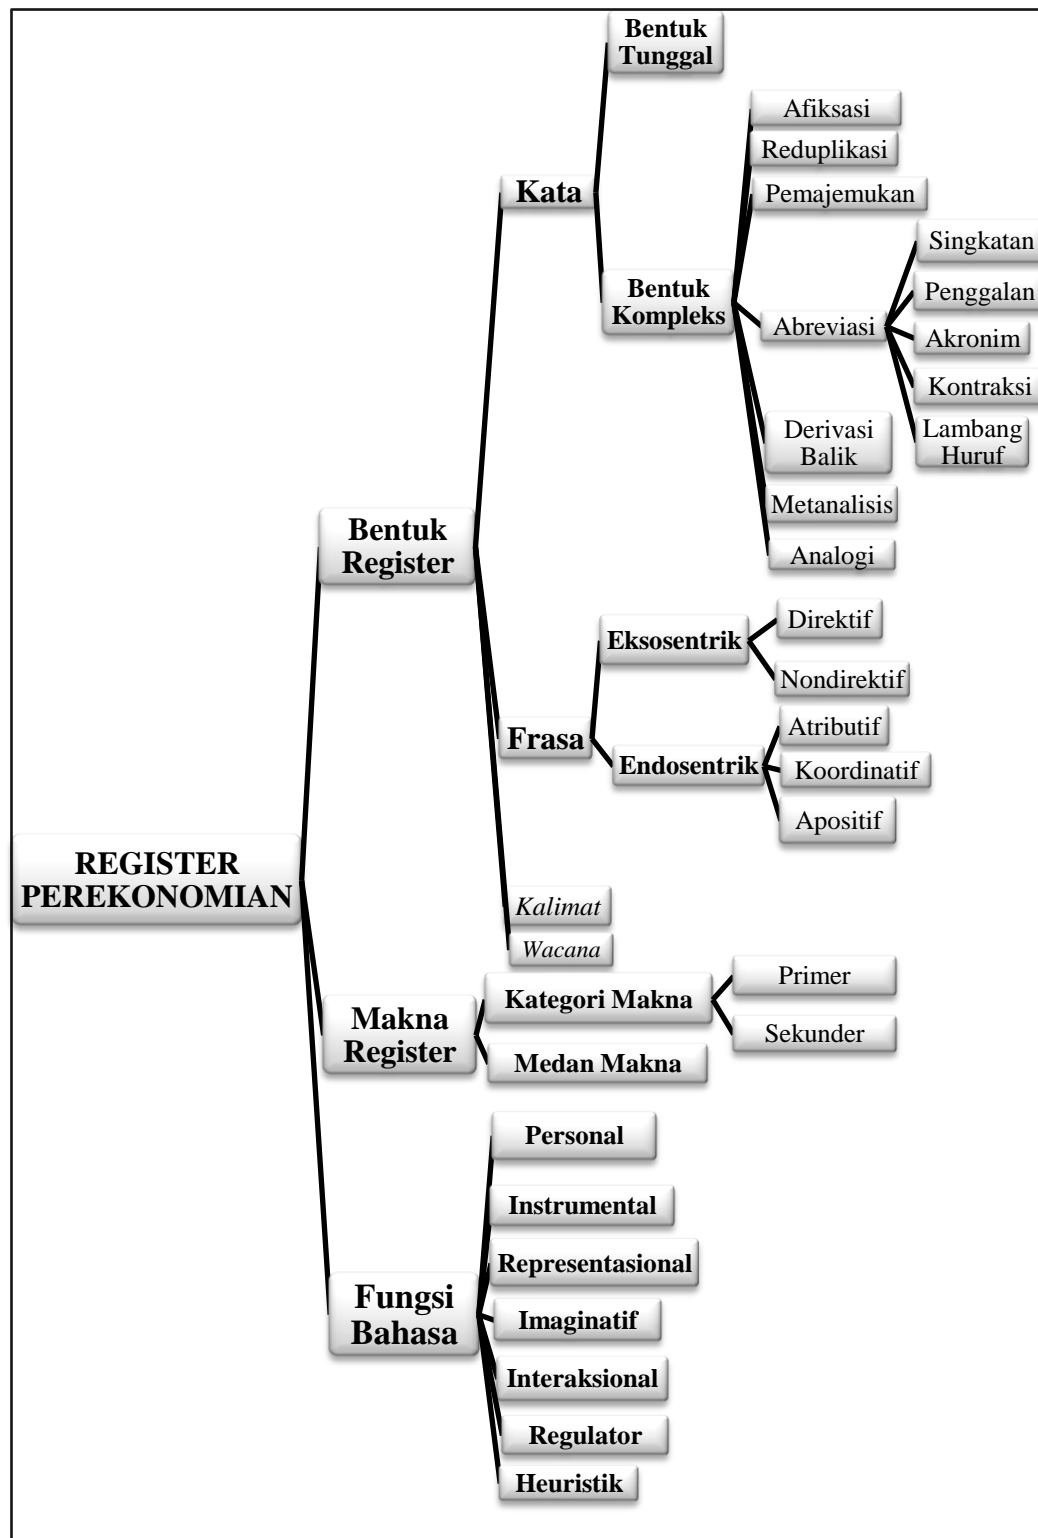 Bentuk
Tunggal
Afiksasi
Reduplikasi
Kata
Pemajemukan
Singkatan
Bentuk
Kompleks
Penggalan
Abreviasi
Akronim
Kontraksi
Derivasi
Balik
Lambang
Huruf
Metanalisis
Bentuk
Register
Analogi
Direktif
Eksosentrik
Nondirektif
Frasa
Atributif
Endosentrik
Koordinatif
Apositif
REGISTER
PEREKONOMIAN
Kalimat
Wacana
Primer
Kategori Makna
Makna
Register
Sekunder
Medan Makna
Personal
Instrumental
Representasional
Fungsi
Bahasa
Imaginatif
Interaksional
Regulator
Heuristik